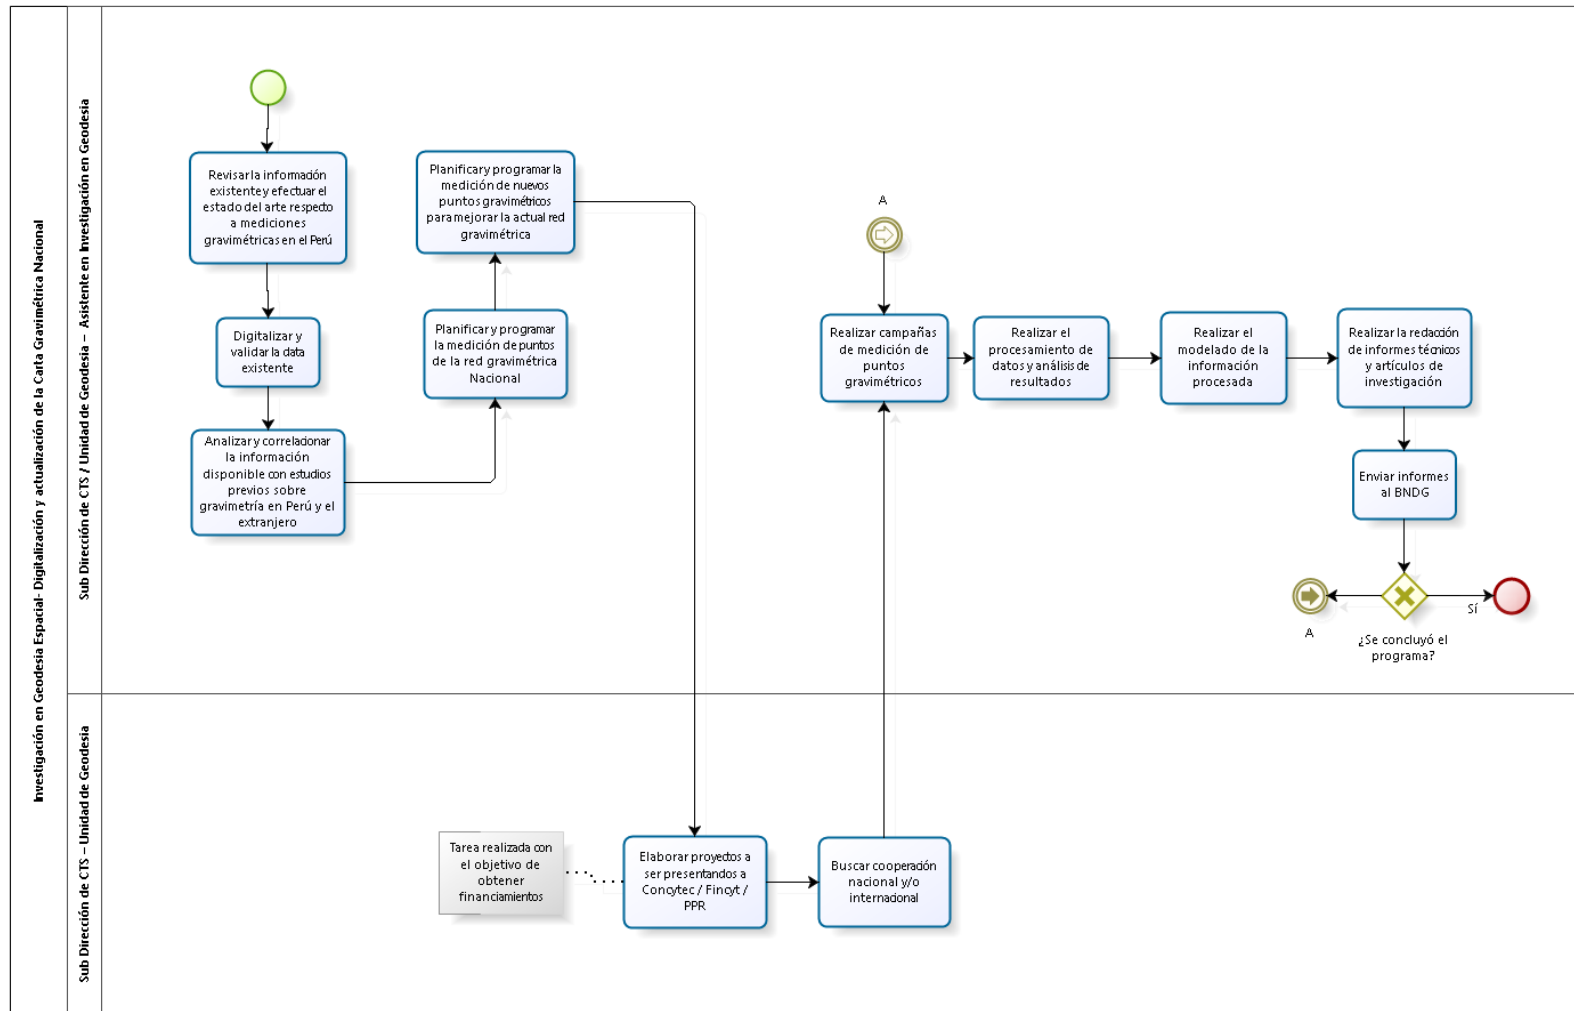 Investigación en Geodesia Espacial- Digitalización y actualización de la Carta Gravimétrica Nacional
Sub Dirección de CTS / Unidad de Geodesia – Asistente en Investigación en Geodesia
Revisar la información
existente y efectuar el
estado del arte respecto
a mediciones
gravimétricas en el Perú
Digitalizar y
validar la data
existente
Analizar y correlacionar
la información
disponible con estudios
previos sobre
gravimetría en Perú y el
extranjero
Planificar y programar
la medición de puntos
de la red gravimétrica
Nacional
Planificar y programar la
medición de nuevos
puntos gravimétricos
para mejorar la actual red
gravimétrica
A
Realizar campañas
de medición de
puntos
gravimétricos
Realizar el
procesamiento de
datos y análisis de
resultados
Realizar el
modelado de la
información
procesada
Realizar la redacción
de informes técnicos
y artículos de
investigación
Enviar informes
al BNDG
Sí
A
¿Se concluyó el
programa?
Sub Dirección de CTS – Unidad de Geodesia
Tarea realizada con
el objetivo de
obtener
financiamientos
Elaborar proyectos a
ser presentandos a
Concytec / Fincyt /
PPR
Buscar cooperación
nacional y/o
internacional